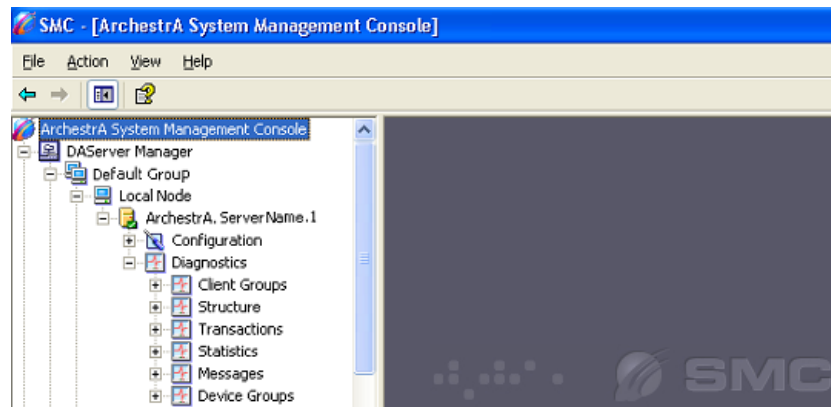 SMC - [ArchestrA System Management Console]
File Action View Help
ArchestrA System Management Console
DAServer Manager
Default Group
Local Node
ArchestrA.ServerName.1
Configuration
Diagnostics
Client Groups
Structure
Transactions
Statistics
Messages
Device Groups
SMC